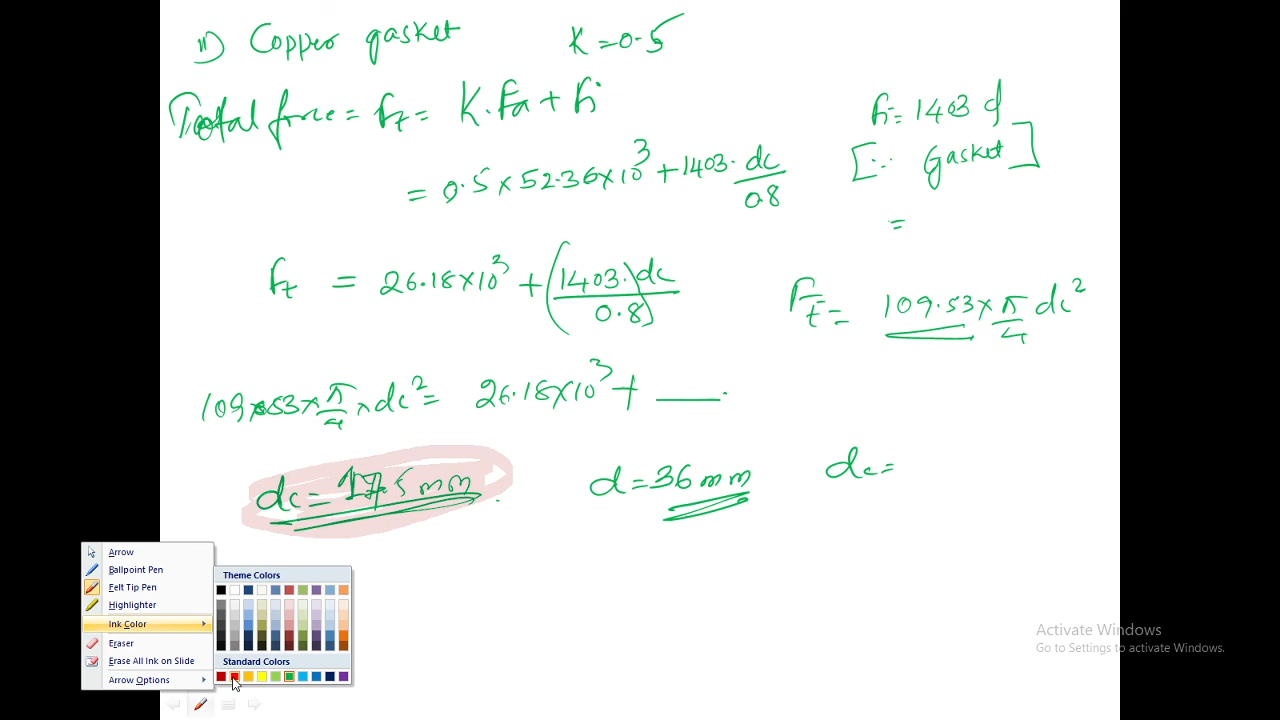 ii) Copper gasket K = 0.5
Total force = Ft = K.Fa + Fi
Fi = 1403 d
= 0.5 × 52.36×10³ + 1403. dc/0.8
[∵ Gasket]
=
Ft = 26.18×10³ + (1403.)dc/0.8)
Ft = 109.53 × π/4 dc²
109.53 × π/4 × dc² = 26.18×10³ + ___.
dc = 17.5 mm. d = 36 mm dc =
Arrow
Ballpoint Pen
Felt Tip Pen
Highlighter
Ink Color
Eraser
Erase All Ink on Slide
Arrow Options
Theme Colors
Standard Colors
Activate Windows
Go to Settings to activate Windows.